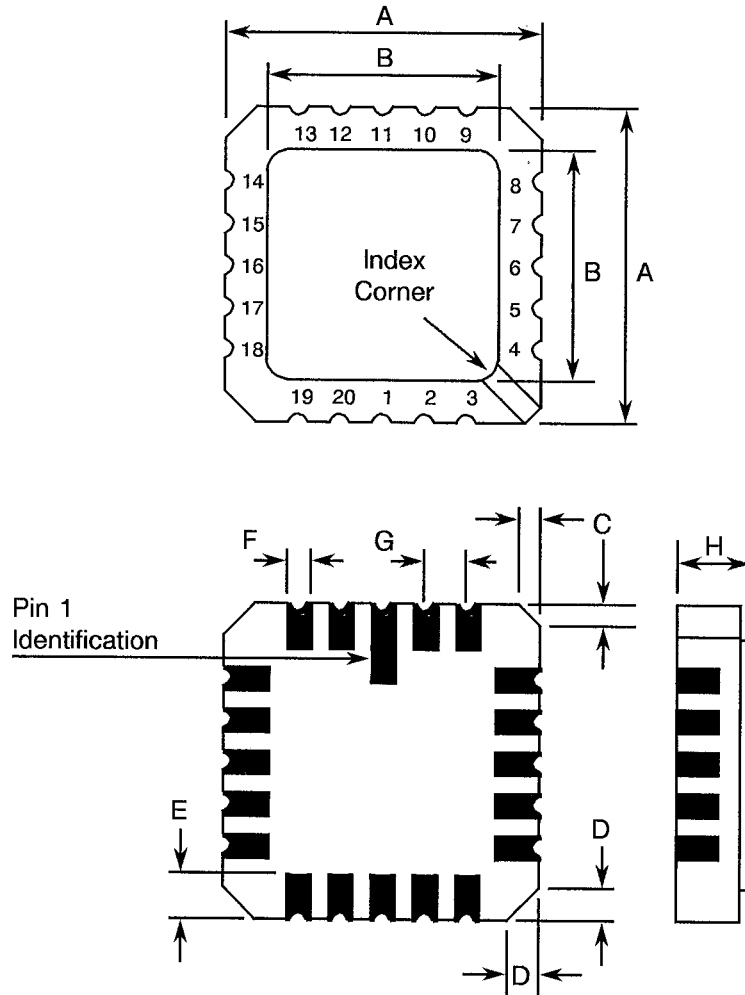 A
B
13 12 11 10 9
14 8
15 7
16 6
17 5
18 4
Index
Corner
B
A
19 20 1 2 3
F
G
C
H
Pin 1
Identification
E
D
D